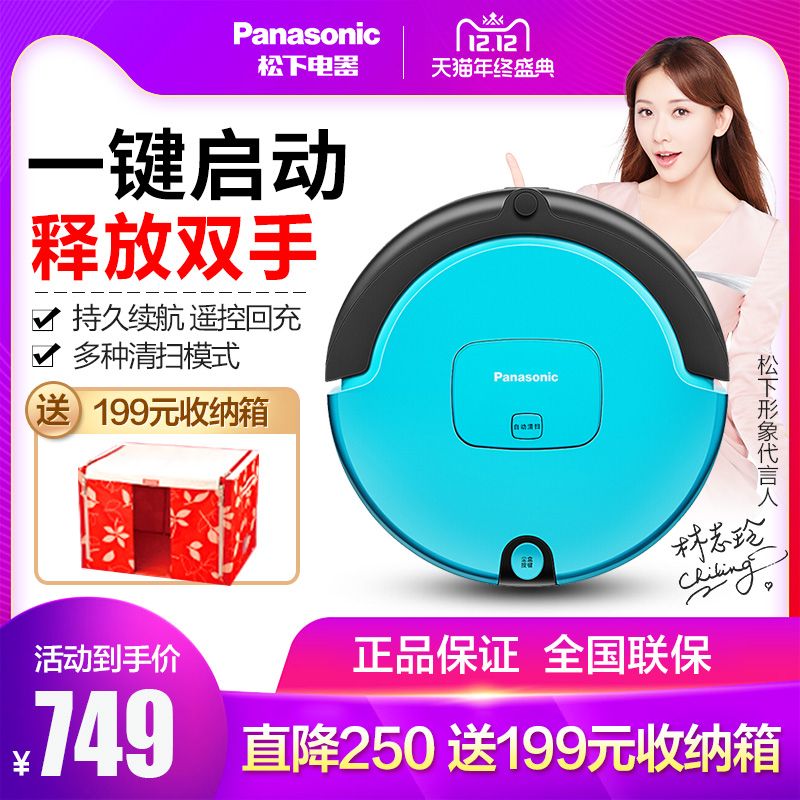 Panasonic
松下电器
12.12
天猫年终盛典
一键启动
释放双手
持久续航 遥控回充
多种清扫模式
送 199元收纳箱
Panasonic
自动清扫
尘盒
按键
松下形象代言人
林志玲
Chiling
活动到手价
¥749
正品保证 全国联保
直降250 送199元收纳箱